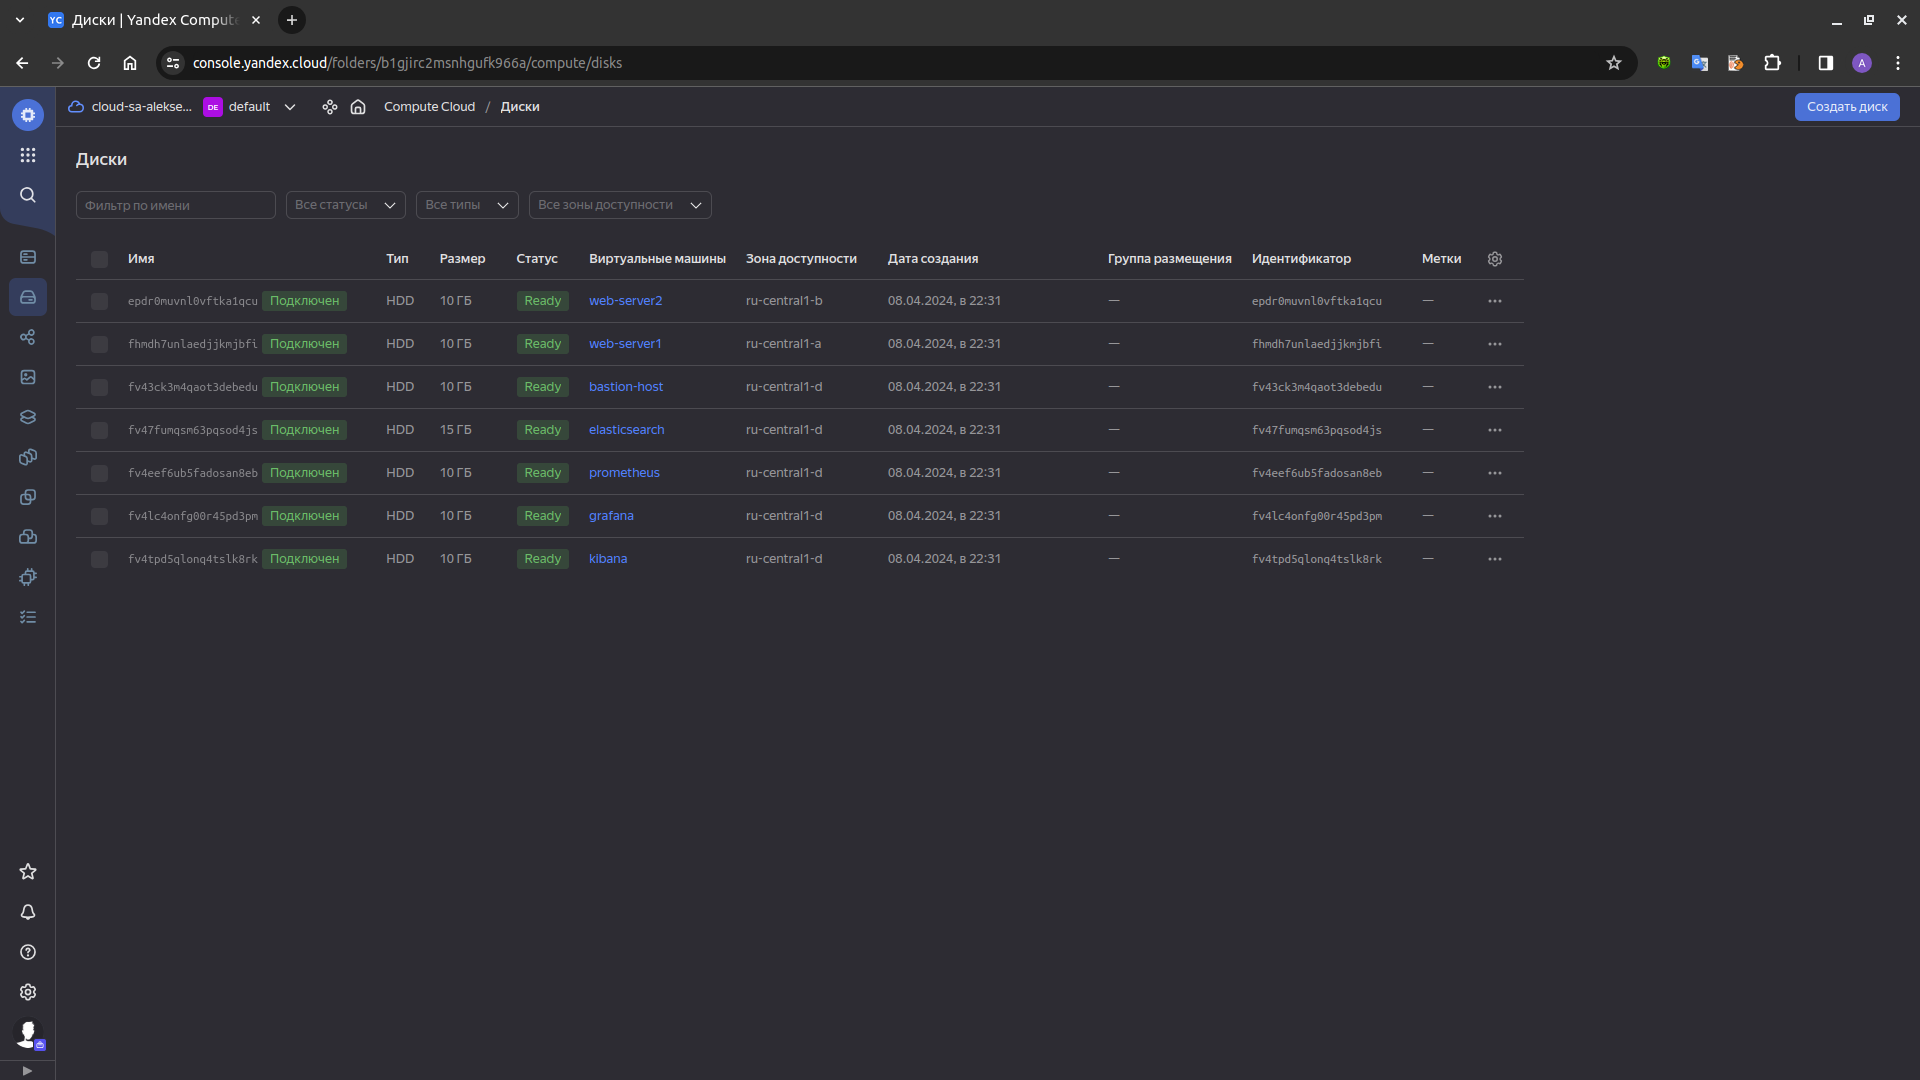 YC Диски | Yandex Comput
console.yandex.cloud/folders/b1gjirc2msnhgufk966a/compute/disks
A
cloud-sa-alekse... DE default Compute Cloud / Диски Создать диск
Диски
Фильтр по имени Все статусы Все типы Все зоны доступности
Имя Тип Размер Статус Виртуальные машины Зона доступности Дата создания Группа размещения Идентификатор Метки
epdr0muvnl0vftka1qcu Подключен HDD 10 ГБ Ready web-server2 ru-central1-b 08.04.2024, в 22:31 — epdr0muvnl0vftka1qcu —
fhmdh7unlaedjjkmjbfi Подключен HDD 10 ГБ Ready web-server1 ru-central1-a 08.04.2024, в 22:31 — fhmdh7unlaedjjkmjbfi —
fv43ck3m4qaot3debedu Подключен HDD 10 ГБ Ready bastion-host ru-central1-d 08.04.2024, в 22:31 — fv43ck3m4qaot3debedu —
fv47fumqsm63pqsod4js Подключен HDD 15 ГБ Ready elasticsearch ru-central1-d 08.04.2024, в 22:31 — fv47fumqsm63pqsod4js —
fv4eef6ub5fadosan8eb Подключен HDD 10 ГБ Ready prometheus ru-central1-d 08.04.2024, в 22:31 — fv4eef6ub5fadosan8eb —
fv4lc4onfg00r45pd3pm Подключен HDD 10 ГБ Ready grafana ru-central1-d 08.04.2024, в 22:31 — fv4lc4onfg00r45pd3pm —
fv4tpd5qlonq4tslk8rk Подключен HDD 10 ГБ Ready kibana ru-central1-d 08.04.2024, в 22:31 — fv4tpd5qlonq4tslk8rk —